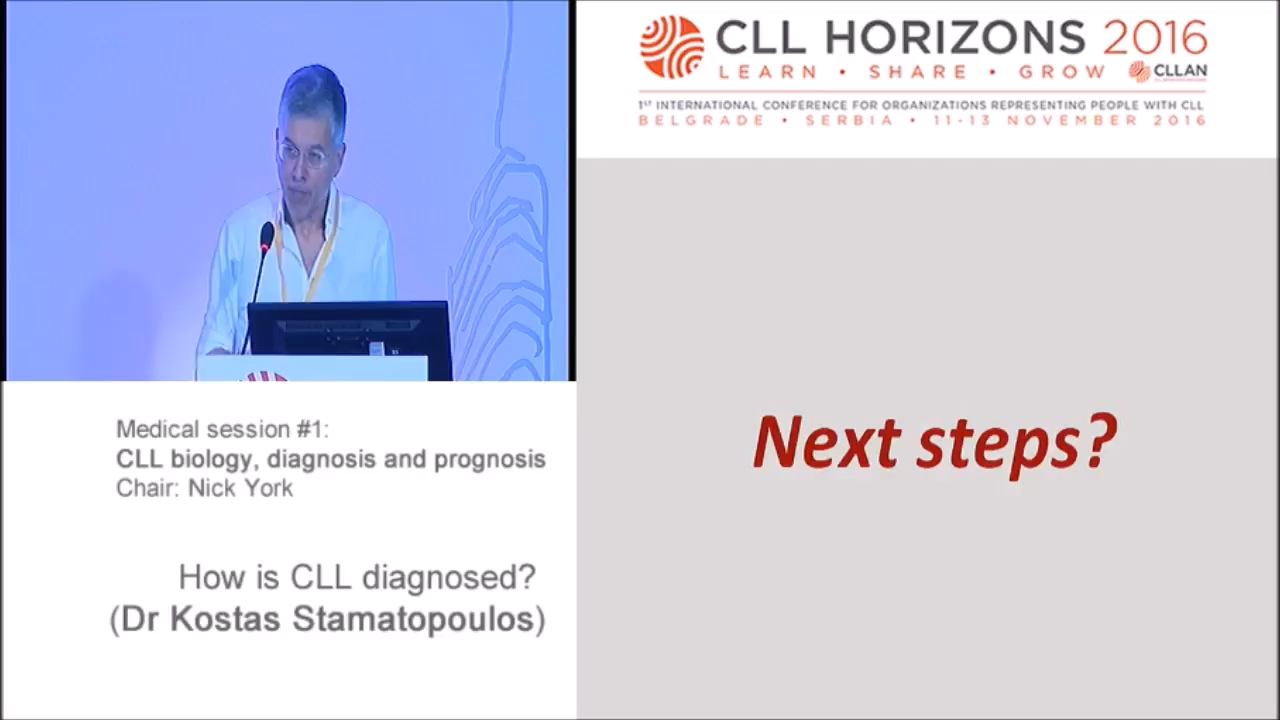 CLL HORIZONS 2016
LEARN • SHARE • GROW
CLLAN
1ST INTERNATIONAL CONFERENCE FOR ORGANIZATIONS REPRESENTING PEOPLE WITH CLL
BELGRADE • SERBIA • 11-13 NOVEMBER 2016
Next steps?
Medical session #1:
CLL biology, diagnosis and prognosis
Chair: Nick York
How is CLL diagnosed?
(Dr Kostas Stamatopoulos)